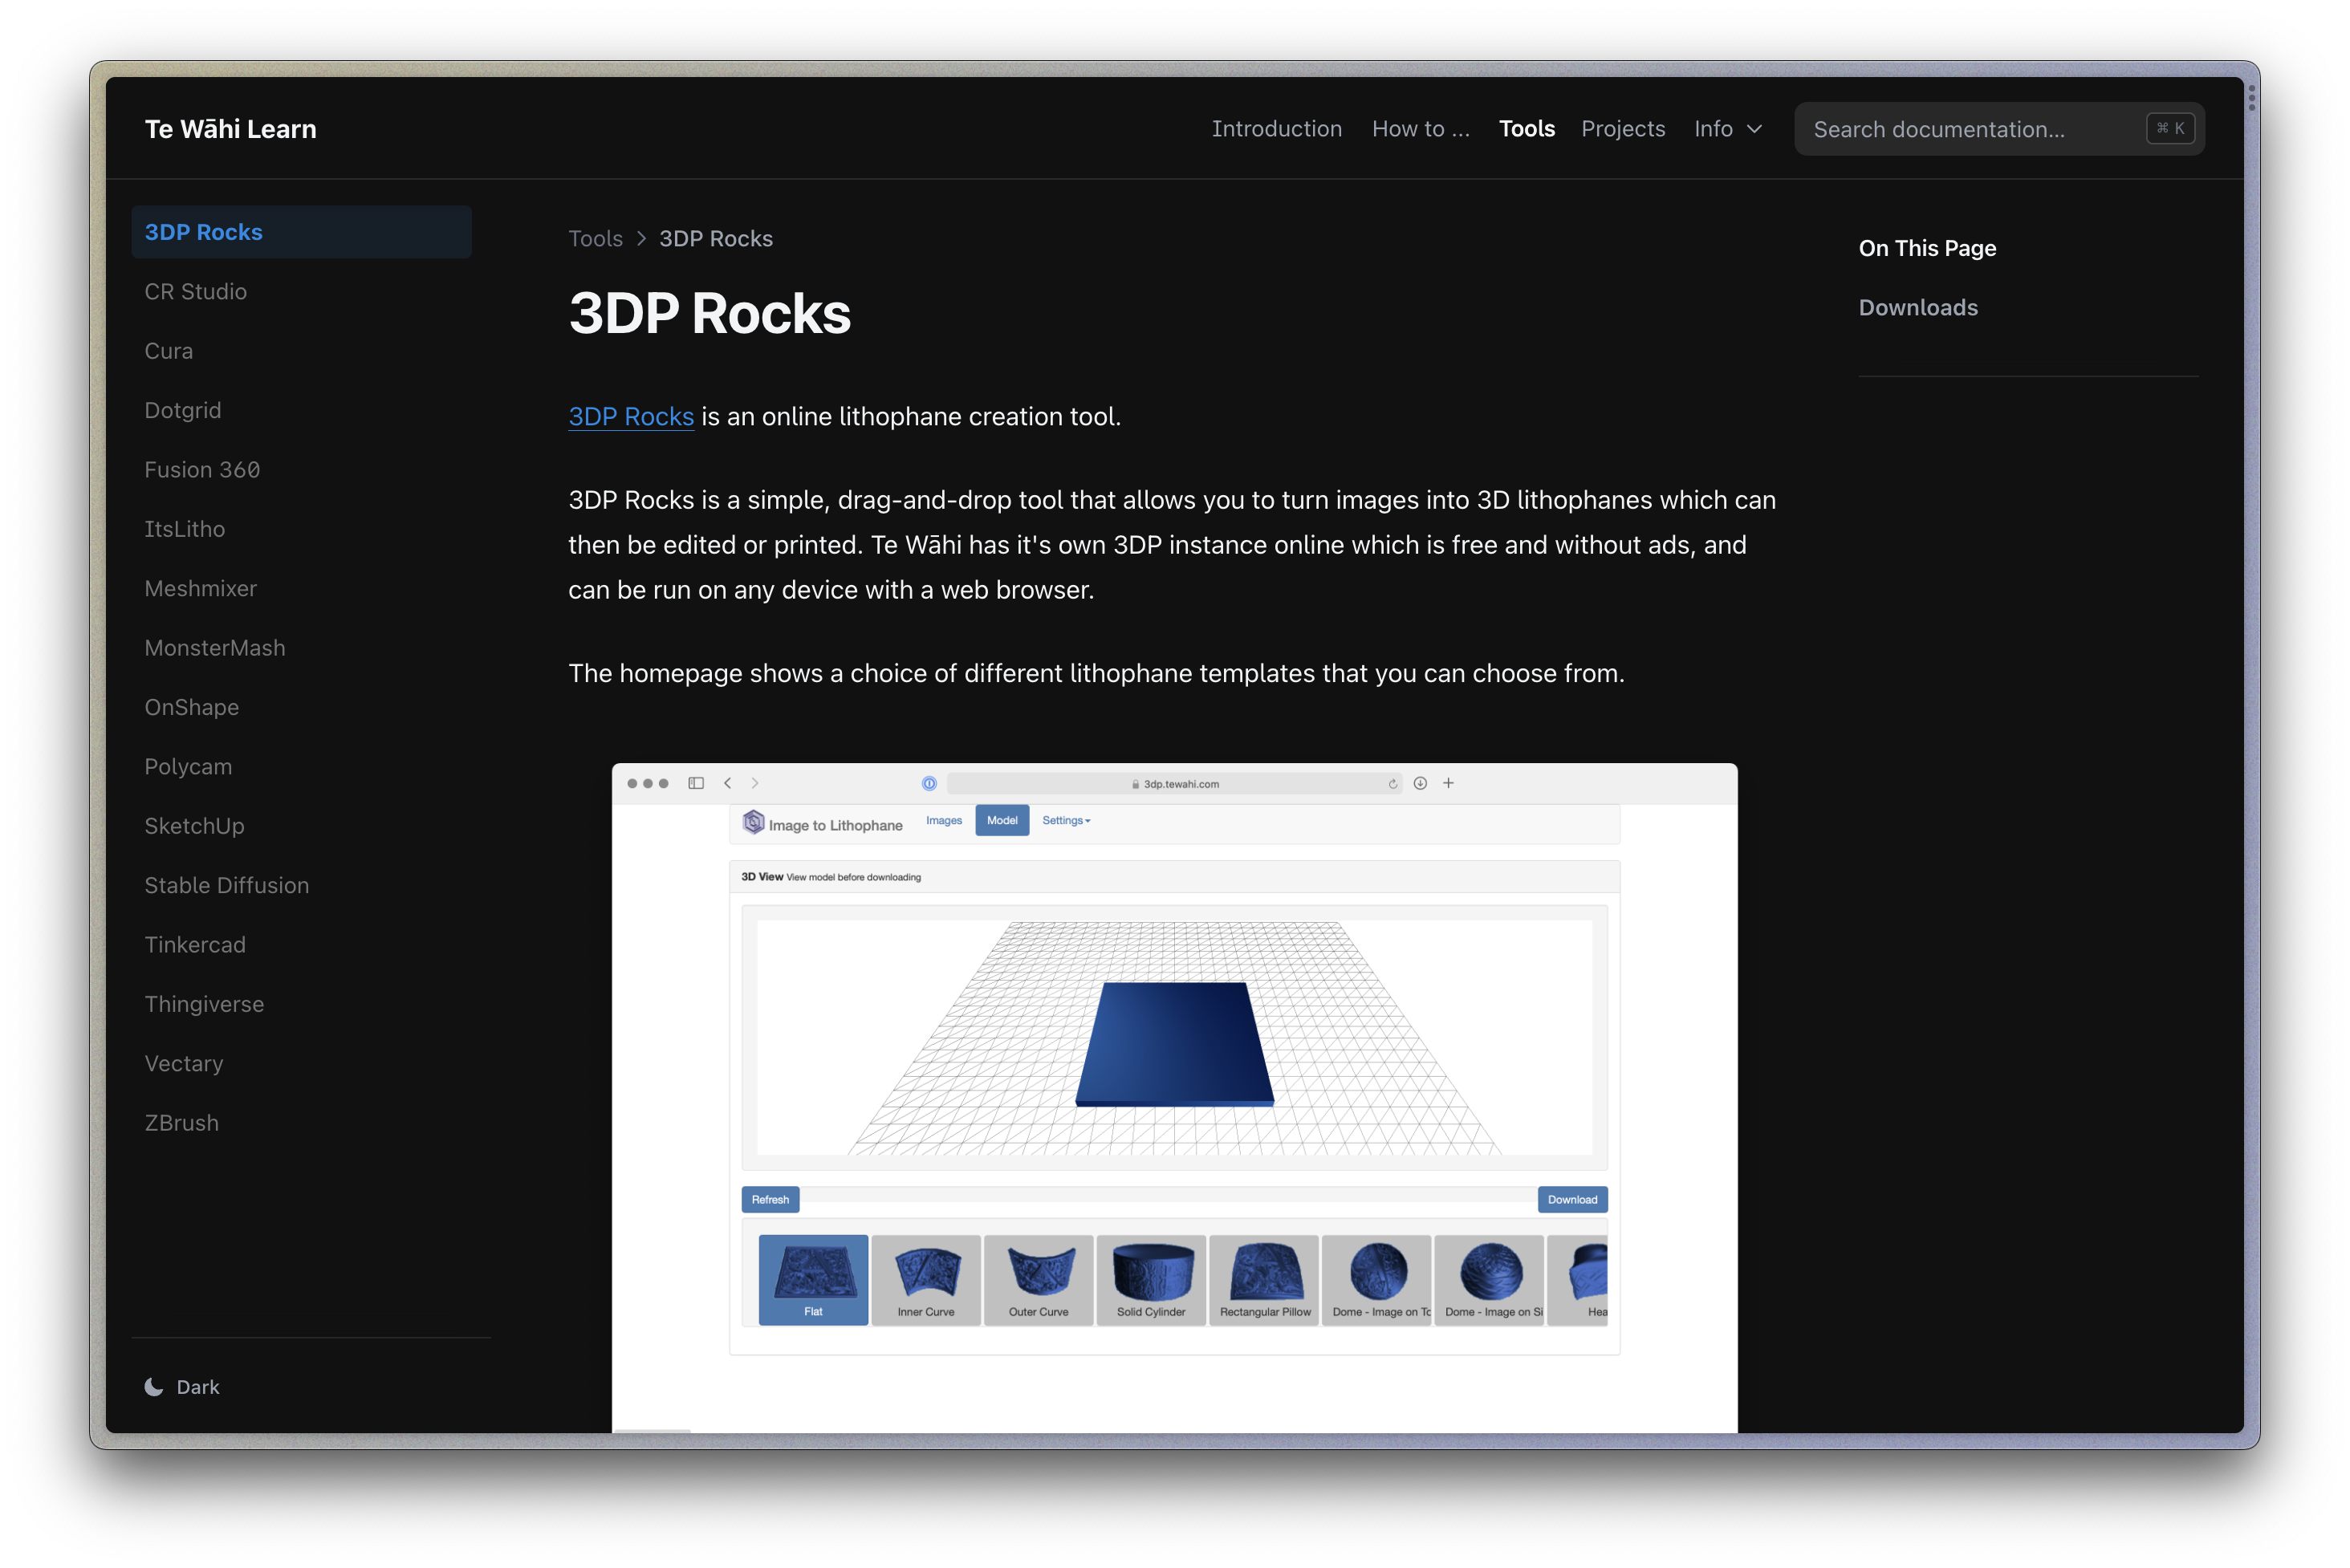 Te Wāhi Learn
Introduction
How to ...
Tools
Projects
Info
Search documentation...
⌘ K
3DP Rocks
CR Studio
Cura
Dotgrid
Fusion 360
ItsLitho
Meshmixer
MonsterMash
OnShape
Polycam
SketchUp
Stable Diffusion
Tinkercad
Thingiverse
Vectary
ZBrush
Dark
Tools > 3DP Rocks
3DP Rocks
3DP Rocks is an online lithophane creation tool.
3DP Rocks is a simple, drag-and-drop tool that allows you to turn images into 3D lithophanes which can
then be edited or printed. Te Wāhi has it's own 3DP instance online which is free and without ads, and
can be run on any device with a web browser.
The homepage shows a choice of different lithophane templates that you can choose from.
3dp.tewahi.com
Image to Lithophane
Images
Model
Settings
3D View View model before downloading
Refresh
Download
Flat
Inner Curve
Outer Curve
Solid Cylinder
Rectangular Pillow
Dome - Image on To
Dome - Image on Si
Hea
On This Page
Downloads